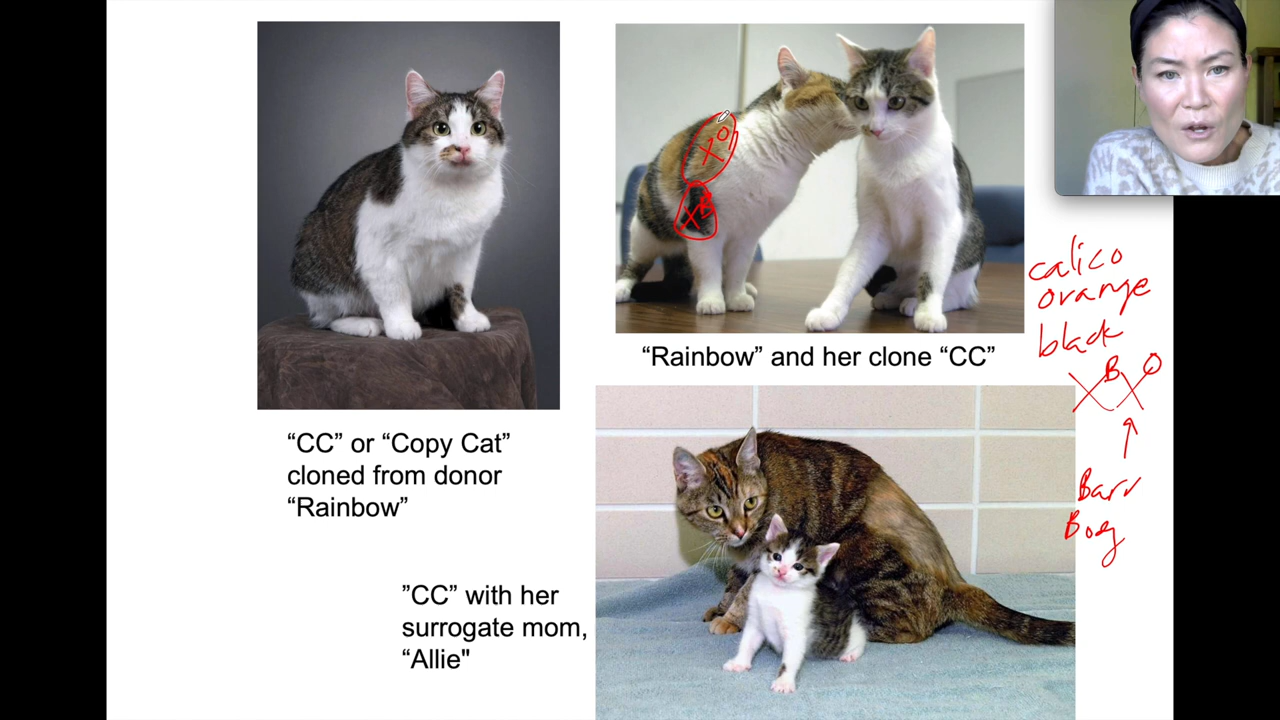 X O
X B
“Rainbow” and her clone “CC”
calico
orange
black
X B X O
Barr
Body
“CC” or “Copy Cat”
cloned from donor
“Rainbow”
”CC” with her
surrogate mom,
“Allie"